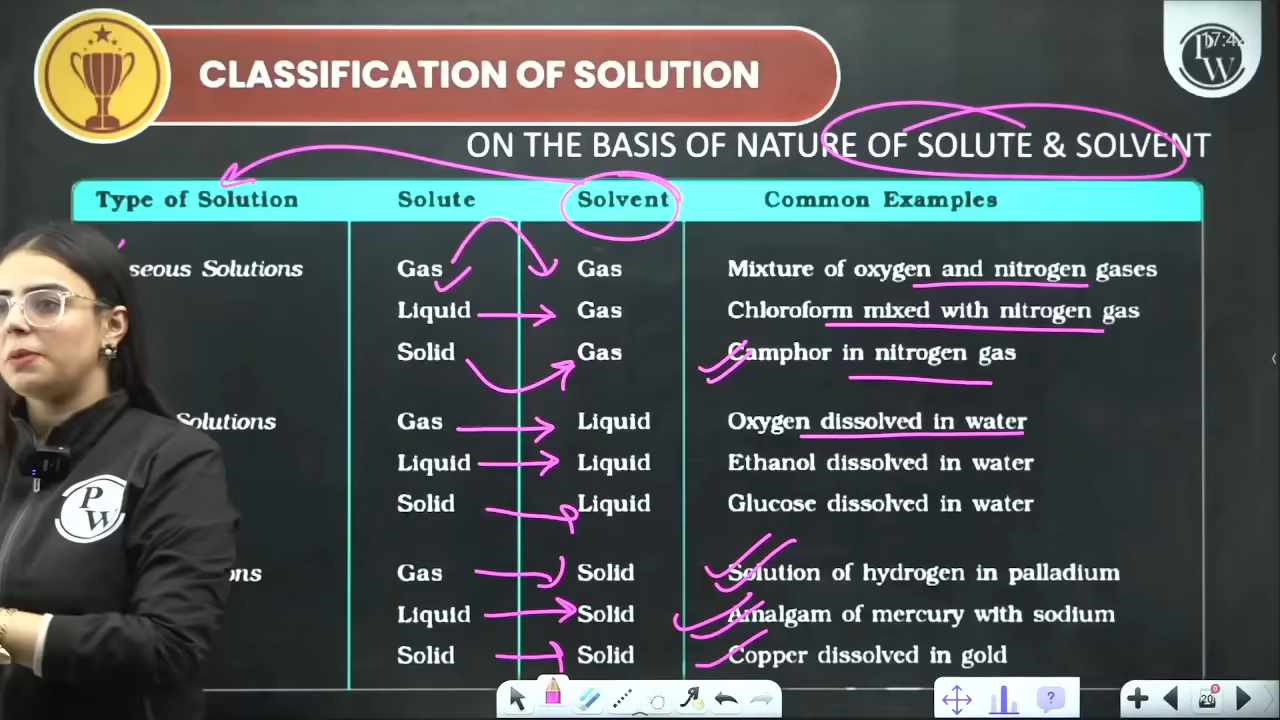 CLASSIFICATION OF SOLUTION
ON THE BASIS OF NATURE OF SOLUTE & SOLVENT
Type of Solution Solute Solvent Common Examples
seous Solutions Gas Gas Mixture of oxygen and nitrogen gases
Liquid Gas Chloroform mixed with nitrogen gas
Solid Gas Camphor in nitrogen gas
Solutions Gas Liquid Oxygen dissolved in water
Liquid Liquid Ethanol dissolved in water
Solid Liquid Glucose dissolved in water
ons Gas Solid Solution of hydrogen in palladium
Liquid Solid Amalgam of mercury with sodium
Solid Solid Copper dissolved in gold
P
W
20